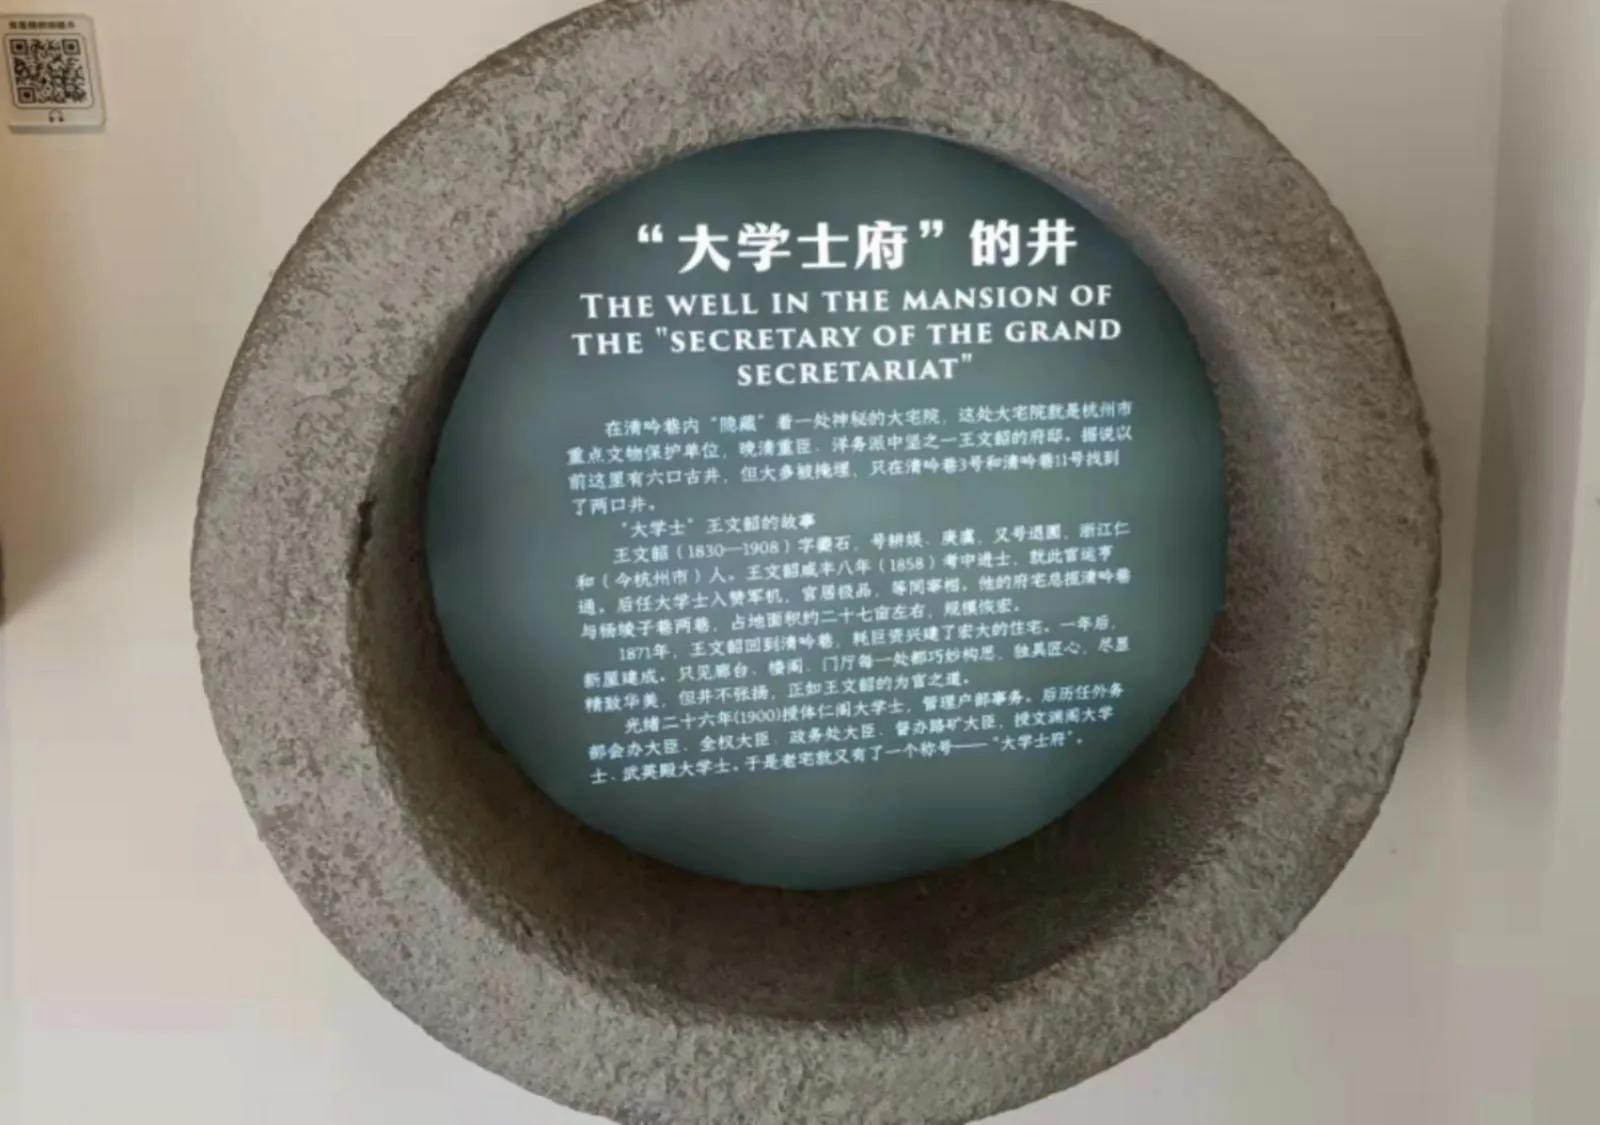 “大学士府”的井
THE WELL IN THE MANSION OF
THE "SECRETARY OF THE GRAND
SECRETARIAT"
在清吟巷内“隐藏”着一处神秘的大宅院，这处大宅院就是杭州市
重点文物保护单位，晚清重臣、洋务派中坚之一王文韶的府邸。据说以
前这里有六口古井，但大多被掩埋，只在清吟巷3号和清吟巷11号找到
了两口井。
“大学士”王文韶的故事
王文韶（1830—1908）字夔石，号耕娱、庚虞，又号退圃，浙江仁
和（今杭州市）人。王文韶咸丰八年（1858）考中进士，就此官运亨
通。后任大学士入赞军机，官居极品，等同宰相。他的府宅总揽清吟巷
与杨绫子巷两巷，占地面积约二十七亩左右，规模恢宏。
1871年，王文韶回到清吟巷，耗巨资兴建了宏大的住宅。一年后，
新屋建成。只见廊台、楼阁、门厅每一处都巧妙构思，独具匠心，尽显
精致华美，但并不张扬，正如王文韶的为官之道。
光绪二十六年(1900)授体仁阁大学士，管理户部事务。后历任外务
部会办大臣、全权大臣、政务处大臣、督办路矿大臣，授文渊阁大学
士、武英殿大学士。于是老宅就又有了一个称号——“大学士府”。